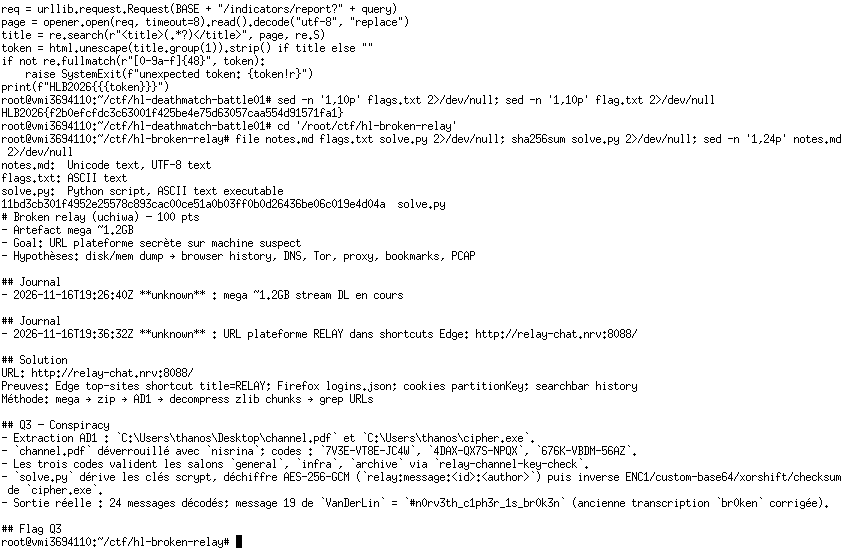 req = urllib.request.Request(BASE + "/indicators/report?" + query)
page = opener.open(req, timeout=8).read().decode("utf-8", "replace")
title = re.search(r"<title>(.*?)</title>", page, re.S)
token = html.unescape(title.group(1)).strip() if title else ""
if not re.fullmatch(r"[0-9a-f]{48}", token):
    raise SystemExit(f"unexpected token: {token!r}")
print(f"HLB2026{{{token}}}")
root@vmi3694110:~/ctf/hl-deathmatch-battle01# sed -n '1,10p' flags.txt 2>/dev/null; sed -n '1,10p' flag.txt 2>/dev/null
HLB2026{f2b0efcfdc3c63001f425be4e75d63057caa554d91571fa1}
root@vmi3694110:~/ctf/hl-deathmatch-battle01# cd '/root/ctf/hl-broken-relay'
root@vmi3694110:~/ctf/hl-broken-relay# file notes.md flags.txt solve.py 2>/dev/null; sha256sum solve.py 2>/dev/null; sed -n '1,24p' notes.md
 2>/dev/null
notes.md:  Unicode text, UTF-8 text
flags.txt: ASCII text
solve.py:  Python script, ASCII text executable
11bd3cb301f4952e25578c893cac00ce51a0b03ff0b0d26436be06c019e4d04a  solve.py
# Broken relay (uchiwa) — 100 pts
- Artefact mega ~1.2GB
- Goal: URL plateforme secrète sur machine suspect
- Hypothèses: disk/mem dump → browser history, DNS, Tor, proxy, bookmarks, PCAP

## Journal
- 2026-11-16T19:26:40Z **unknown** : mega ~1.2GB stream DL en cours

## Journal
- 2026-11-16T19:36:32Z **unknown** : URL plateforme RELAY dans shortcuts Edge: http://relay-chat.nrv:8088/

## Solution
URL: http://relay-chat.nrv:8088/
Preuves: Edge top-sites shortcut title=RELAY; Firefox logins.json; cookies partitionKey; searchbar history
Méthode: mega → zip → AD1 → decompress zlib chunks → grep URLs

## Q3 — Conspiracy
- Extraction AD1 : `C:\Users\thanos\Desktop\channel.pdf` et `C:\Users\thanos\cipher.exe`.
- `channel.pdf` déverrouillé avec `nisrina`; codes : `7V3E-VT8E-JC4W`, `4DAX-QX7S-NPQX`, `676K-VBDM-56AZ`.
- Les trois codes valident les salons `general`, `infra`, `archive` via `relay-channel-key-check`.
- `solve.py` dérive les clés scrypt, déchiffre AES-256-GCM (`relay:message:<id>:<author>`) puis inverse ENC1/custom-base64/xorshift/checksum
 de `cipher.exe`.
- Sortie réelle : 24 messages décodés; message 19 de `VanDerLin` = `#n0rv3th_c1ph3r_1s_br0k3n` (ancienne transcription `br0ken` corrigée).

## Flag Q3
root@vmi3694110:~/ctf/hl-broken-relay#